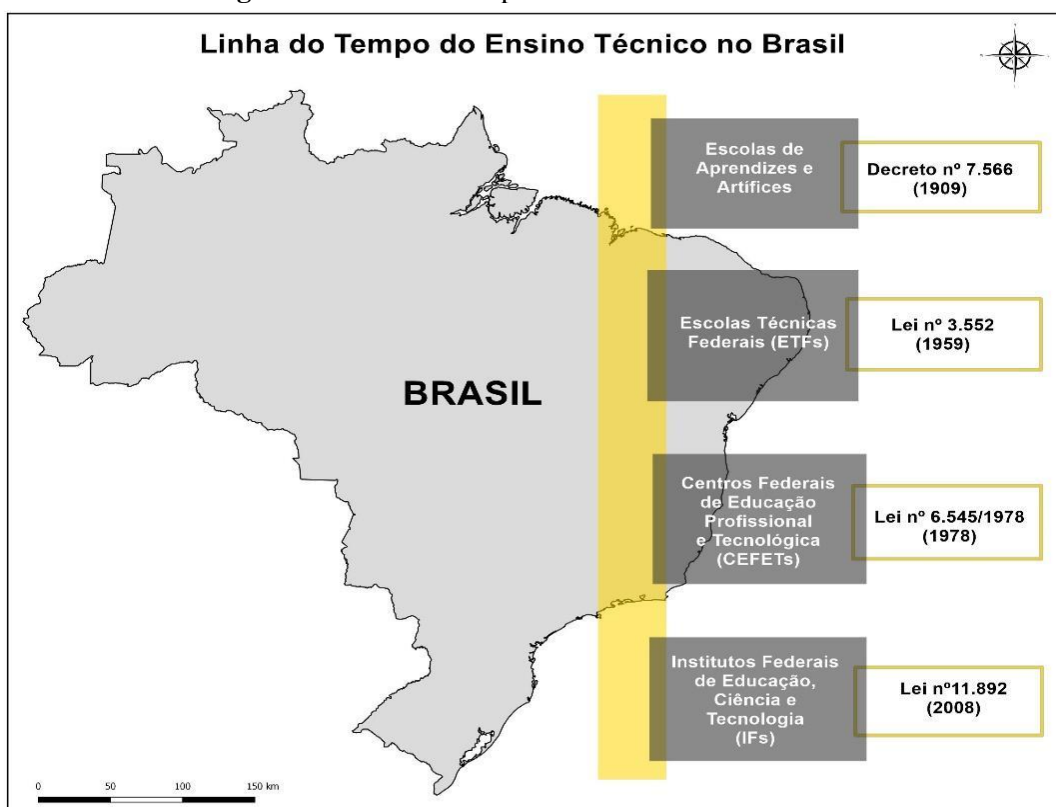 Linha do Tempo do Ensino Técnico no Brasil
Escolas de
Aprendizes e
Artífices
Decreto nº 7.566
(1909)
Escolas Técnicas
Federais (ETFs)
Lei nº 3.552
(1959)
BRASIL
Centros Federais
de Educação
Profissional
e Tecnológica
(CEFETs)
Lei nº 6.545/1978
(1978)
Institutos Federais
de Educação,
Ciência e
Tecnologia
(IFs)
Lei nº11.892
(2008)
0 50 100 150 km